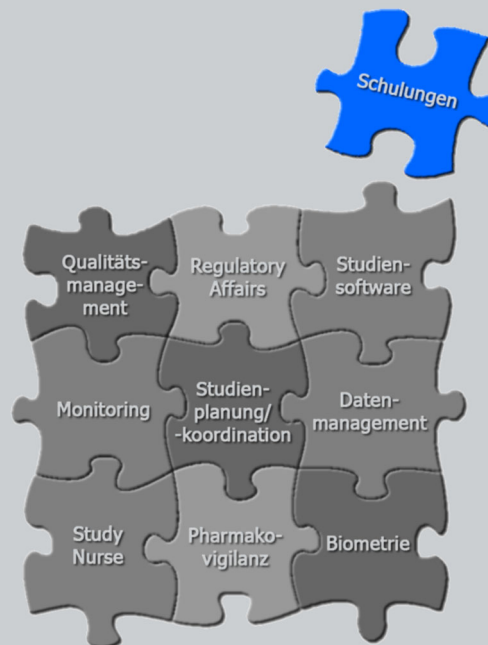 Schulungen
Qualitäts-
manage-
ment
Regulatory
Affairs
Studien-
software
Monitoring
Studien-
planung/
-koordination
Daten-
management
Study
Nurse
Pharmako-
vigilanz
Biometrie